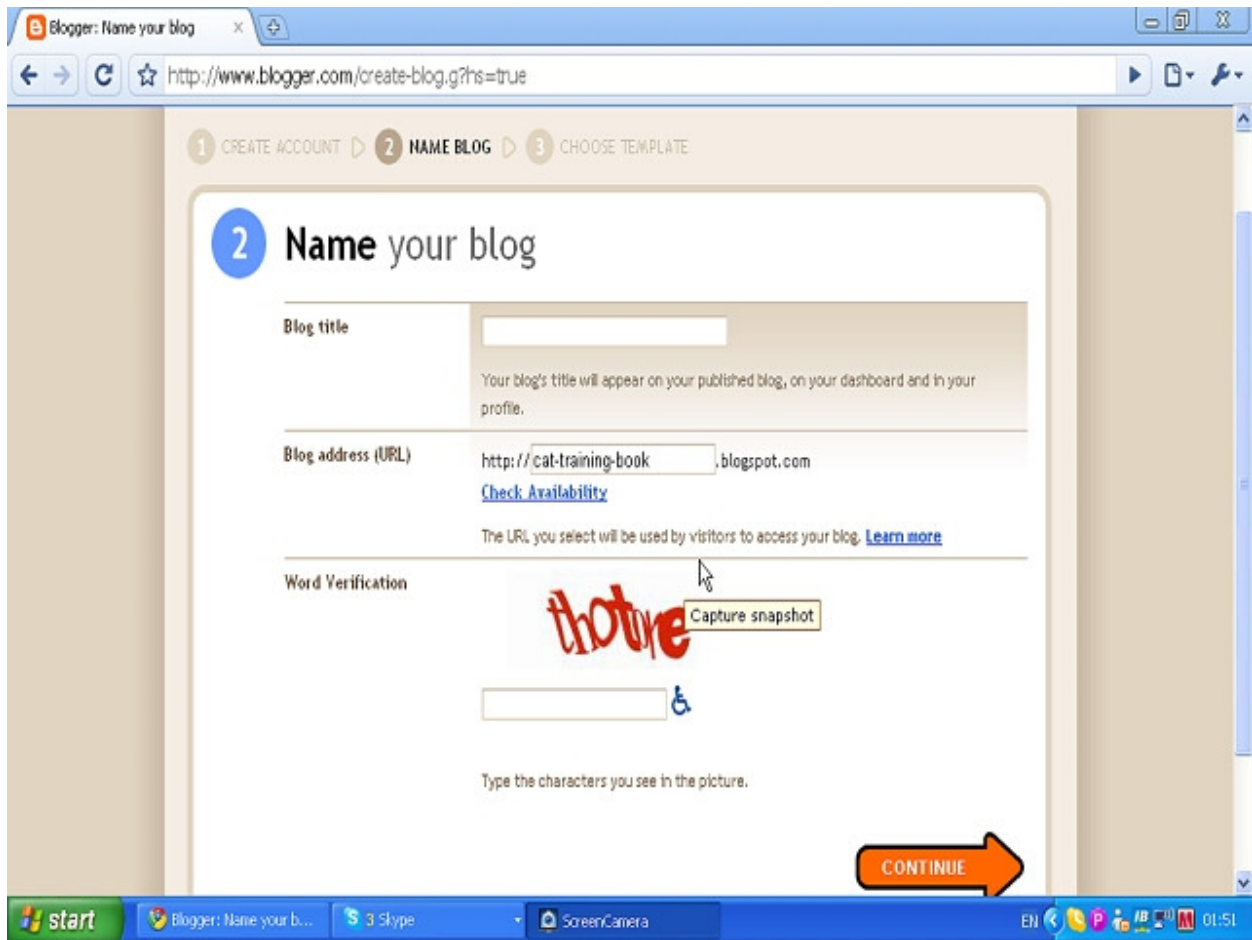 Blogger: Name your blog
http://www.blogger.com/create-blog.g?hs=true
1 CREATE ACCOUNT 2 NAME BLOG 3 CHOOSE TEMPLATE
2 Name your blog
Blog title
Your blog's title will appear on your published blog, on your dashboard and in your
profile.
Blog address (URL)
http:// cat-training-book .blogspot.com
Check Availability
The URL you select will be used by visitors to access your blog. Learn more
Word Verification
Capture snapshot
Type the characters you see in the picture.
CONTINUE
start Blogger: Name your b... 3 Skype ScreenCamera EN 01:51